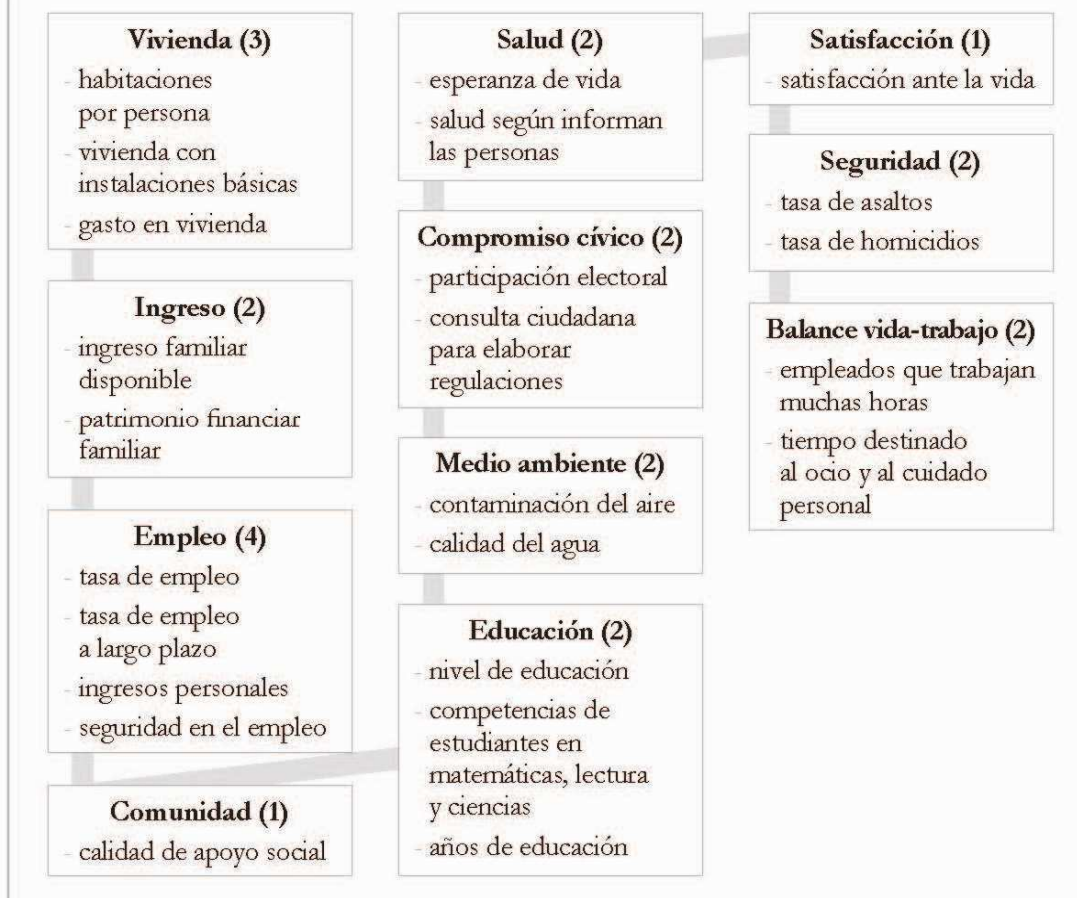 Vivienda (3)
- habitaciones
por persona
- vivienda con
instalaciones básicas
- gasto en vivienda
Ingreso (2)
- ingreso familiar
disponible
- patrimonio financiar
familiar
Empleo (4)
- tasa de empleo
- tasa de empleo
a largo plazo
- ingresos personales
- seguridad en el empleo
Comunidad (1)
- calidad de apoyo social
Educación (2)
- nivel de educación
- competencias de
estudiantes en
matemáticas, lectura
y ciencias
- años de educación
Medio ambiente (2)
- contaminación del aire
- calidad del agua
Compromiso cívico (2)
- participación electoral
- consulta ciudadana
para elaborar
regulaciones
Salud (2)
- esperanza de vida
- salud según informan
las personas
Satisfacción (1)
- satisfacción ante la vida
Seguridad (2)
- tasa de asaltos
- tasa de homicidios
Balance vida-trabajo (2)
- empleados que trabajan
muchas horas
- tiempo destinado
al ocio y al cuidado
personal